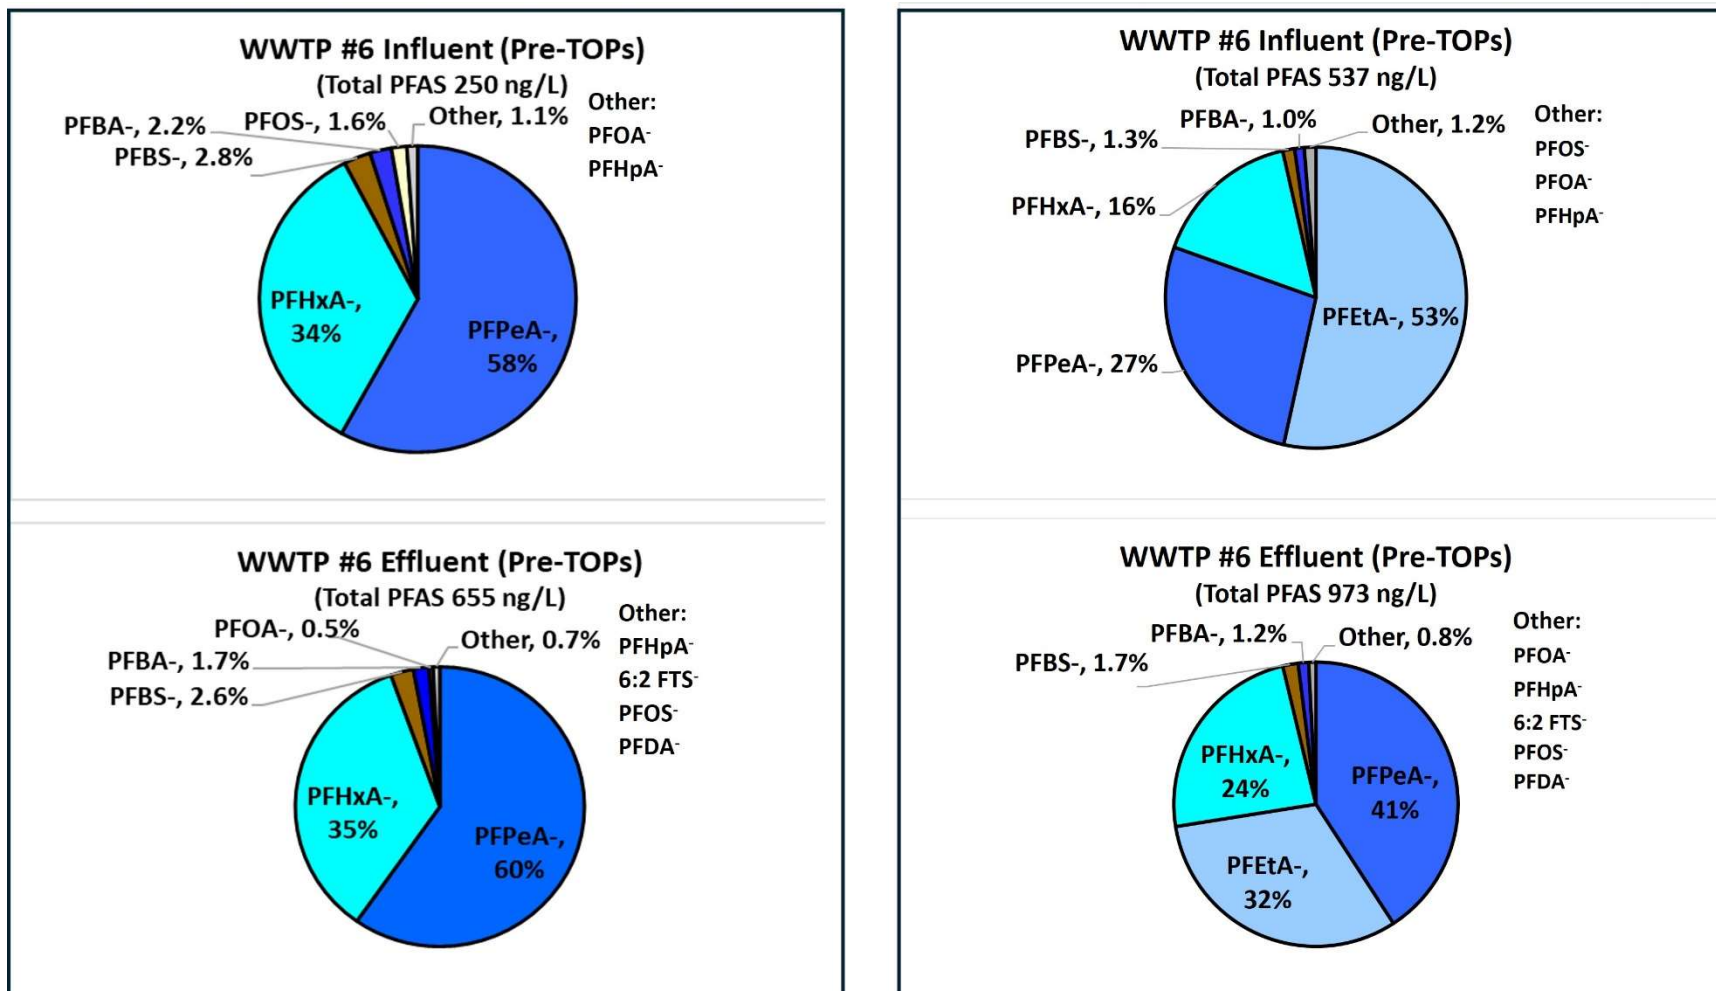 WWTP #6 Influent (Pre-TOPs)
(Total PFAS 250 ng/L)
PFBA-, 2.2%
PFOS-, 1.6%
Other, 1.1%
PFBS-, 2.8%
Other:
PFOA⁻
PFHpA⁻
PFHxA-,
34%
PFPeA-,
58%
WWTP #6 Effluent (Pre-TOPs)
(Total PFAS 655 ng/L)
PFOA-, 0.5%
Other, 0.7%
PFBA-, 1.7%
PFBS-, 2.6%
Other:
PFHpA⁻
6:2 FTS⁻
PFOS⁻
PFDA⁻
PFHxA-,
35%
PFPeA-,
60%
WWTP #6 Influent (Pre-TOPs)
(Total PFAS 537 ng/L)
PFBA-, 1.0%
Other, 1.2%
PFBS-, 1.3%
Other:
PFOS⁻
PFOA⁻
PFHpA⁻
PFHxA-, 16%
PFEtA-, 53%
PFPeA-, 27%
WWTP #6 Effluent (Pre-TOPs)
(Total PFAS 973 ng/L)
PFBA-, 1.2%
Other, 0.8%
PFBS-, 1.7%
Other:
PFOA⁻
PFHpA⁻
6:2 FTS⁻
PFOS⁻
PFDA⁻
PFHxA-,
24%
PFPeA-,
41%
PFEtA-,
32%